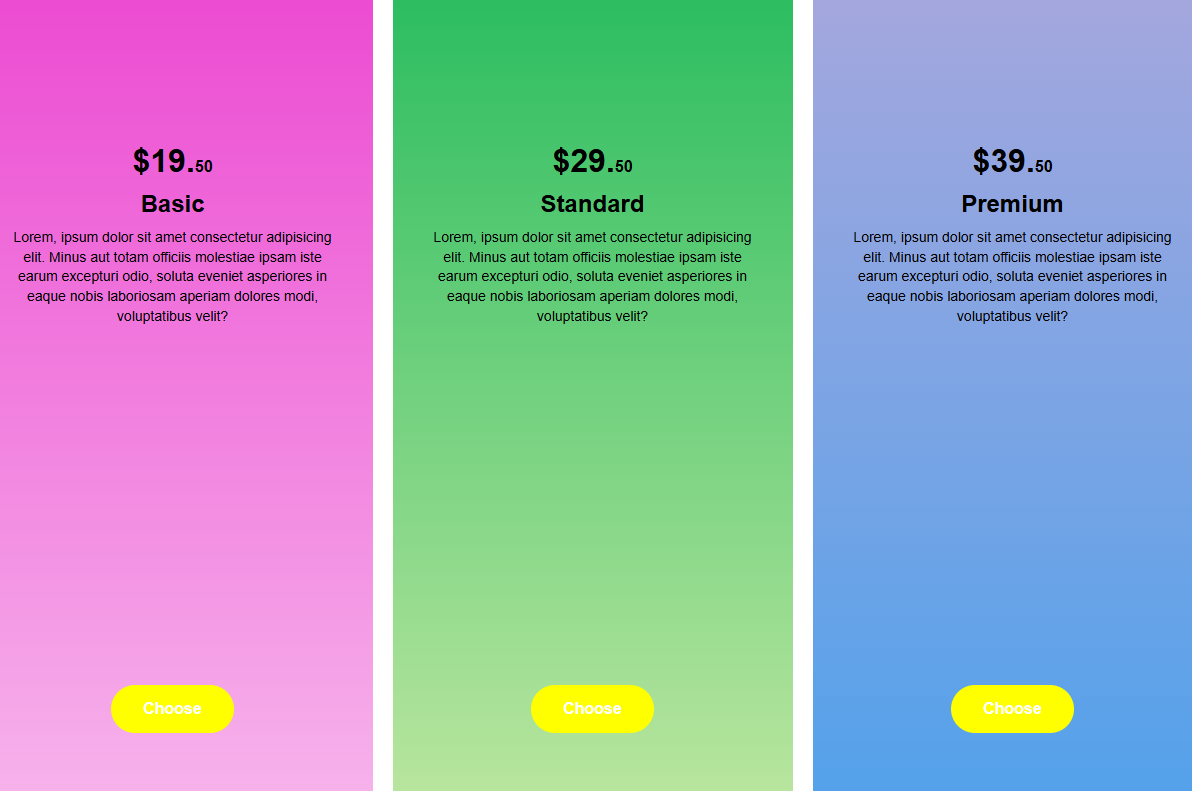 $19.50
Basic
Lorem, ipsum dolor sit amet consectetur adipisicing
elit. Minus aut totam officiis molestiae ipsam iste
earum excepturi odio, soluta eveniet asperiores in
eaque nobis laboriosam aperiam dolores modi,
voluptatibus velit?
Choose
$29.50
Standard
Lorem, ipsum dolor sit amet consectetur adipisicing
elit. Minus aut totam officiis molestiae ipsam iste
earum excepturi odio, soluta eveniet asperiores in
eaque nobis laboriosam aperiam dolores modi,
voluptatibus velit?
Choose
$39.50
Premium
Lorem, ipsum dolor sit amet consectetur adipisicing
elit. Minus aut totam officiis molestiae ipsam iste
earum excepturi odio, soluta eveniet asperiores in
eaque nobis laboriosam aperiam dolores modi,
voluptatibus velit?
Choose